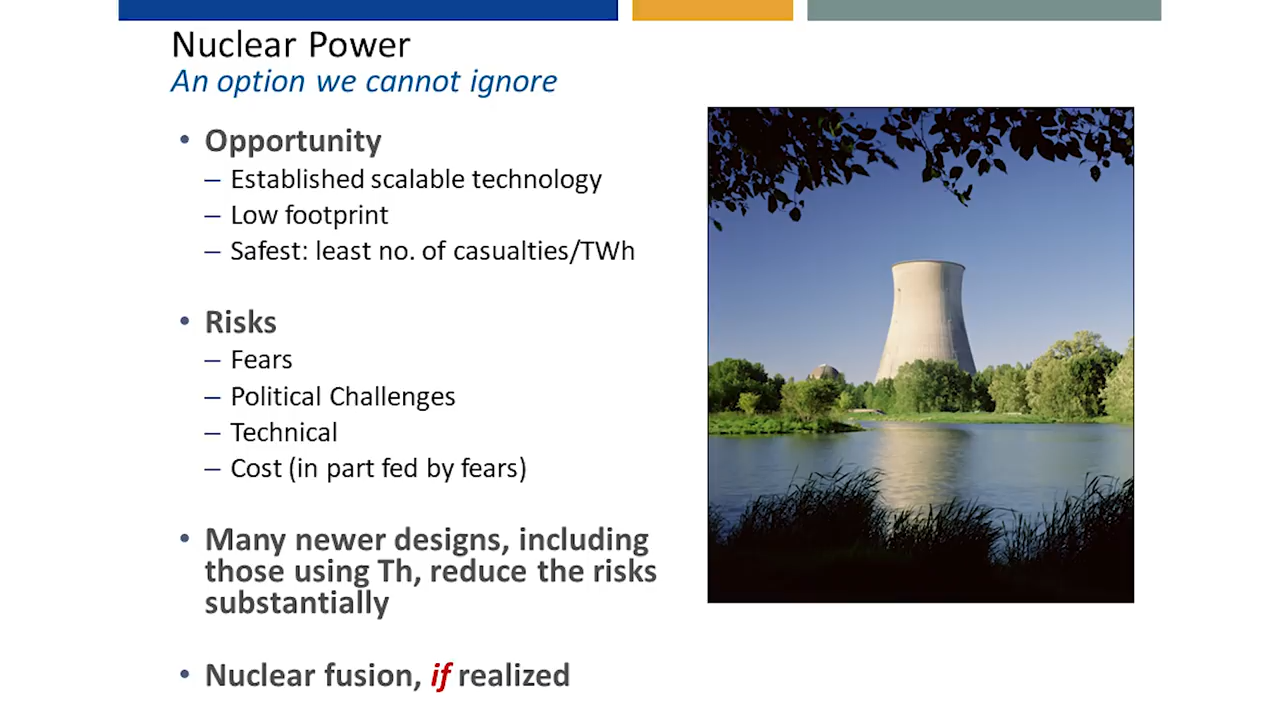 Nuclear Power
An option we cannot ignore
• Opportunity
– Established scalable technology
– Low footprint
– Safest: least no. of casualties/TWh
• Risks
– Fears
– Political Challenges
– Technical
– Cost (in part fed by fears)
• Many newer designs, including
those using Th, reduce the risks
substantially
• Nuclear fusion, if realized